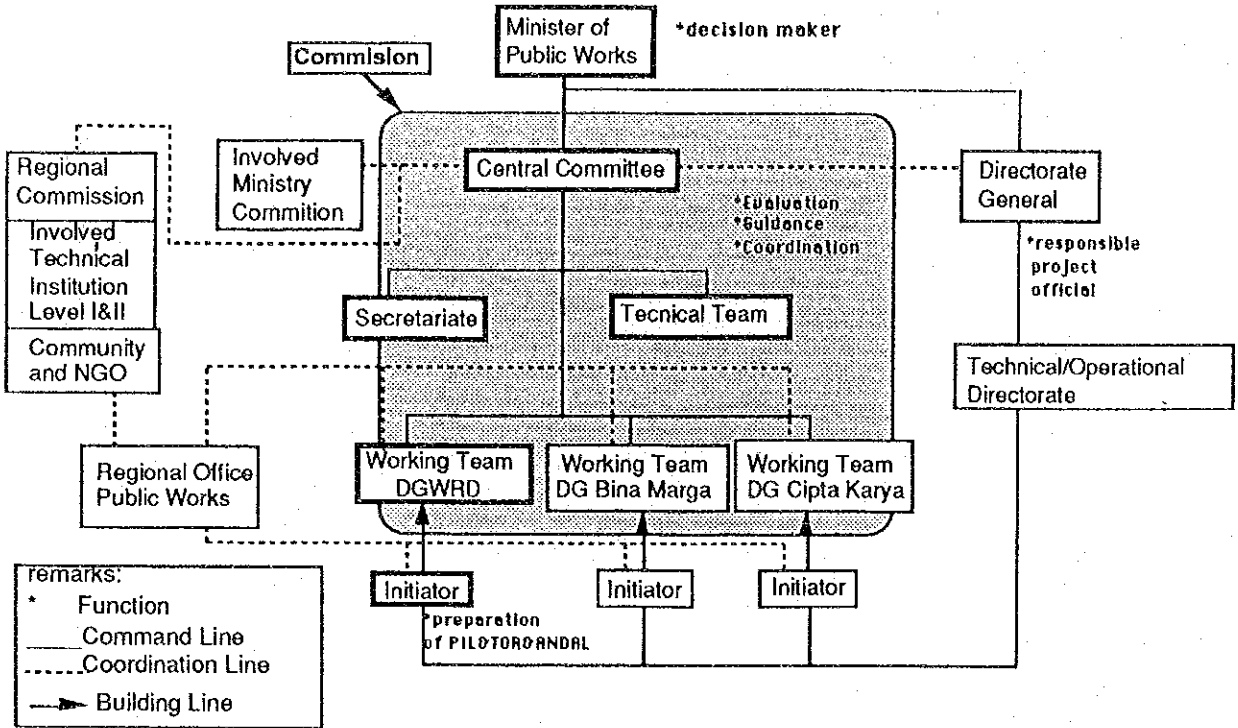 Minister of
Public Works
*decision maker
Commision
Regional
Commission
Involved
Technical
Institution
Level I&II
Community
and NGO
Involved
Ministry
Commition
Central Committee
*Evaluation
*Guidance
*Coordination
Directorate
General
*responsible
project
official
Secretariate
Tecnical Team
Technical/Operational
Directorate
Regional Office
Public Works
Working Team
DGWRD
Working Team
DG Bina Marga
Working Team
DG Cipta Karya
Initiator
Initiator
Initiator
*preparation
of PIL&TOR&ANDAL
remarks:
* Function
Command Line
Coordination Line
Building Line